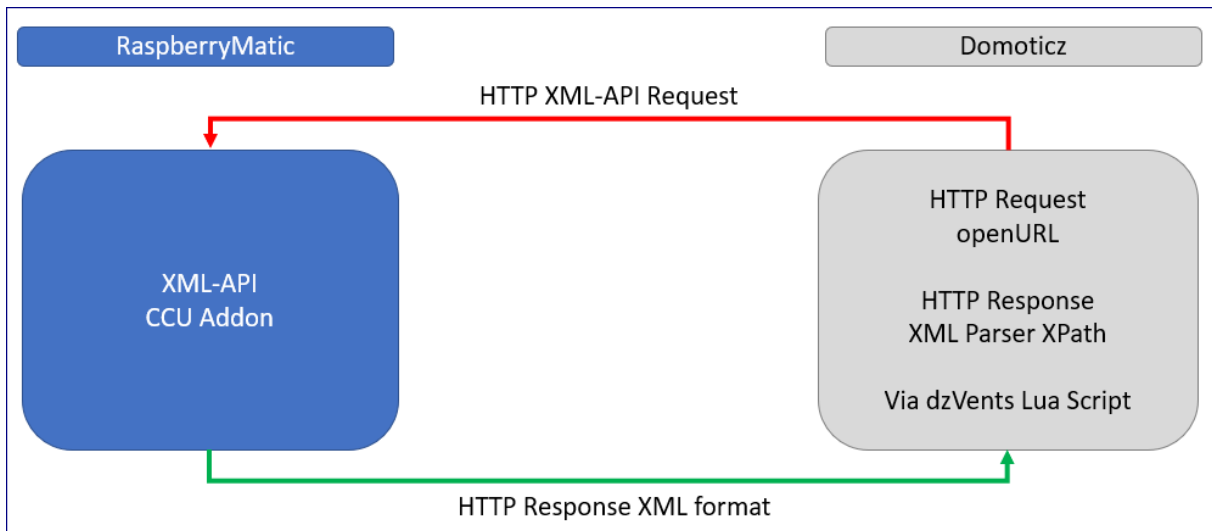 RaspberryMatic
Domoticz
HTTP XML-API Request
XML-API
CCU Addon
HTTP Request
openURL
HTTP Response
XML Parser XPath
Via dzVents Lua Script
HTTP Response XML format